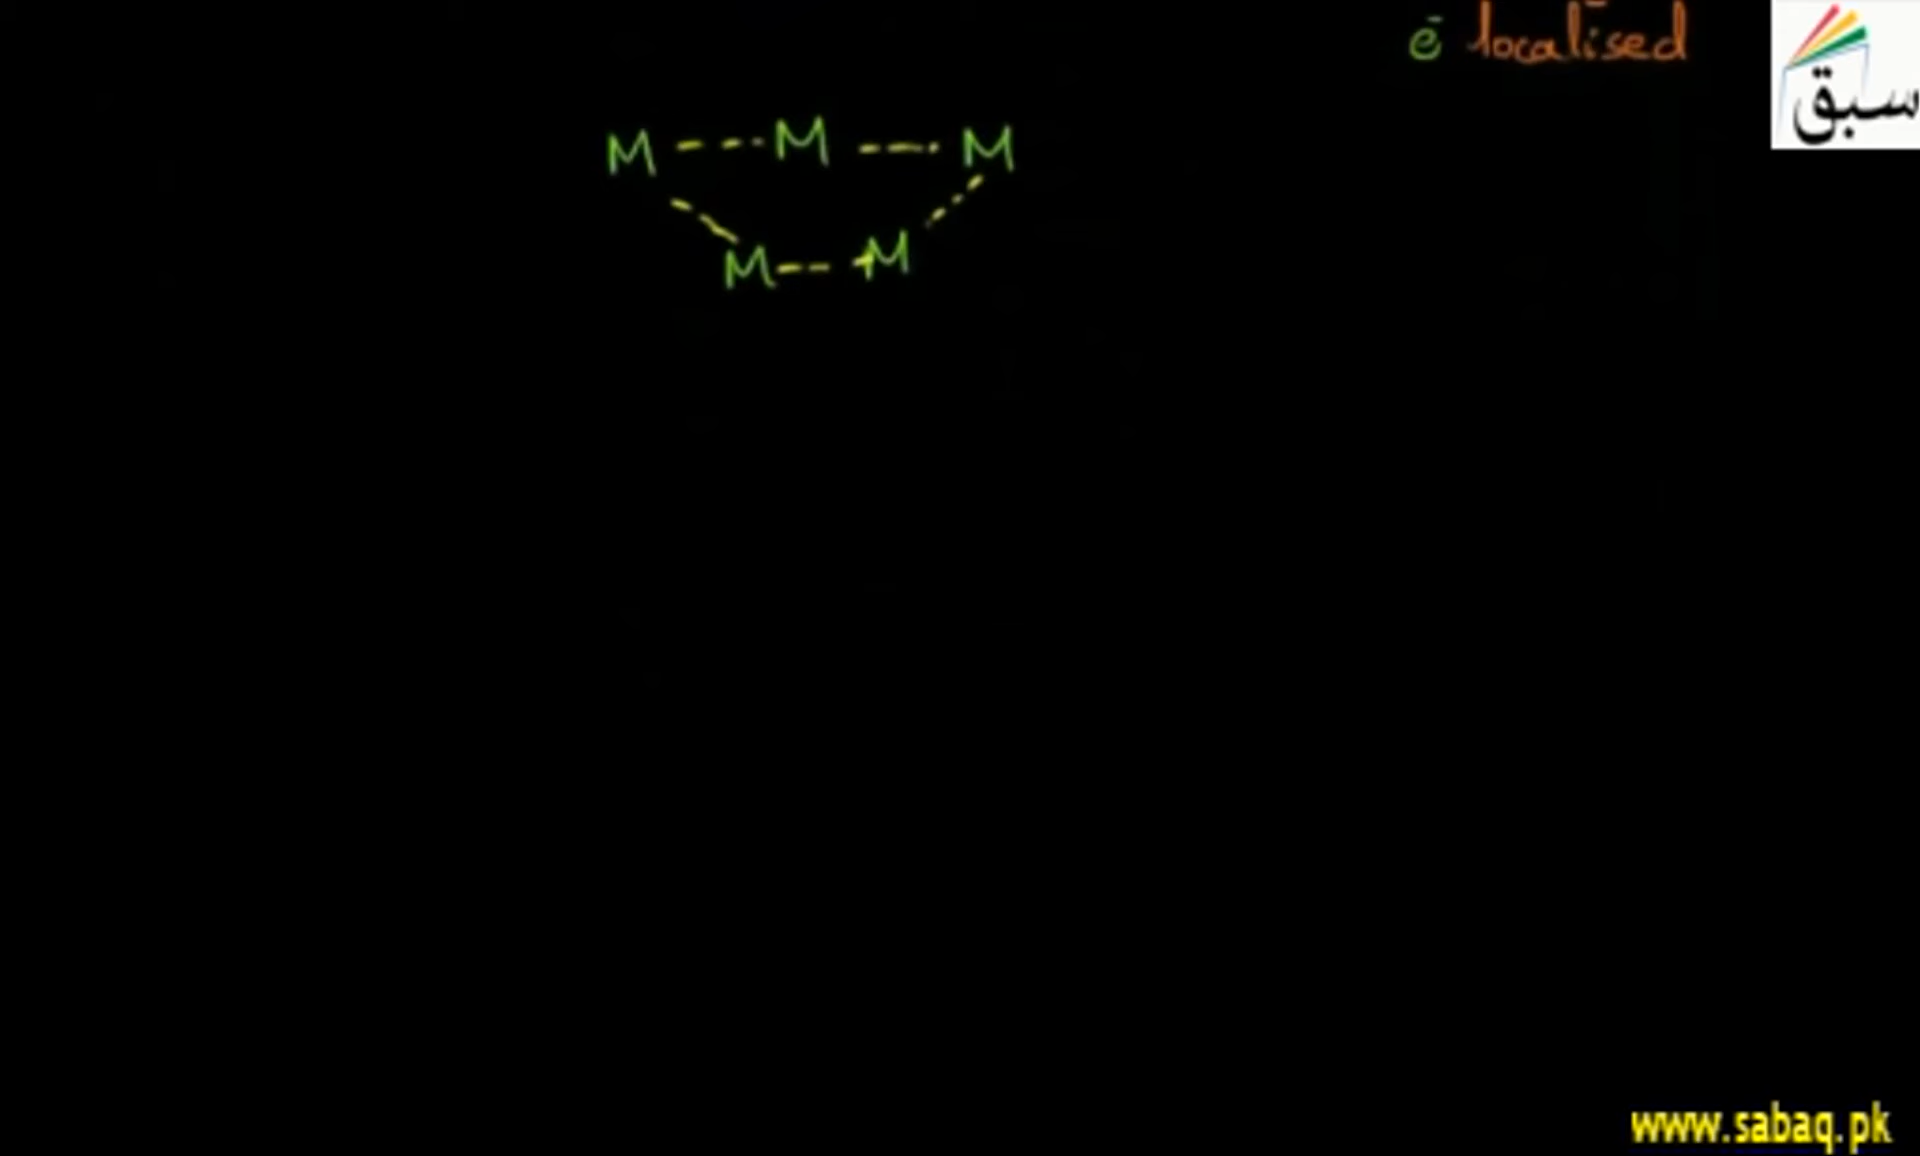 ē localised
سبق
M --- M --- M
M -- M
www.sabaq.pk